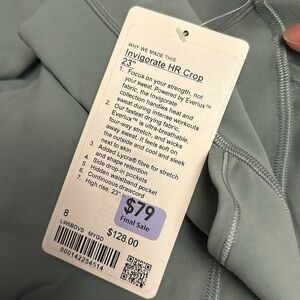 WHY WE MADE THIS
Invigorate HR Crop
23"
1. Focus on your strength, not
your sweat. Powered by Everlux™
fabric, the Invigorate
collection handles heat and
sweat during intense workouts
2. Our fastest drying fabric,
Everlux™ is ultra-breathable,
four-way stretch, and wicks
away sweat. It feels soft on
the outside and cool and sleek
next to skin
3. Added Lycra® fibre for stretch
4. Side drop-in pockets
5. Hidden waistband pocket
6. Continuous drawcord
7. High rise, 23"
$79
Final Sale
8
$128.00
LW6BOVS MYGD
000142254514